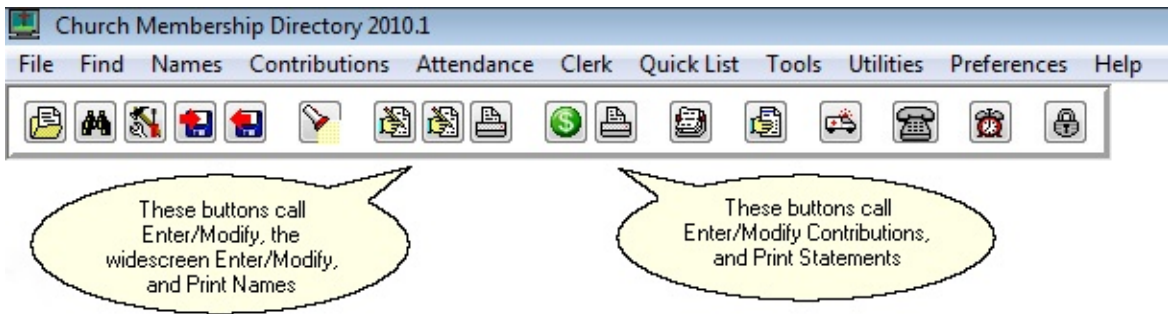 Church Membership Directory 2010.1
File Find Names Contributions Attendance Clerk Quick List Tools Utilities Preferences Help
These buttons call
Enter/Modify, the
widescreen Enter/Modify,
and Print Names
These buttons call
Enter/Modify Contributions,
and Print Statements